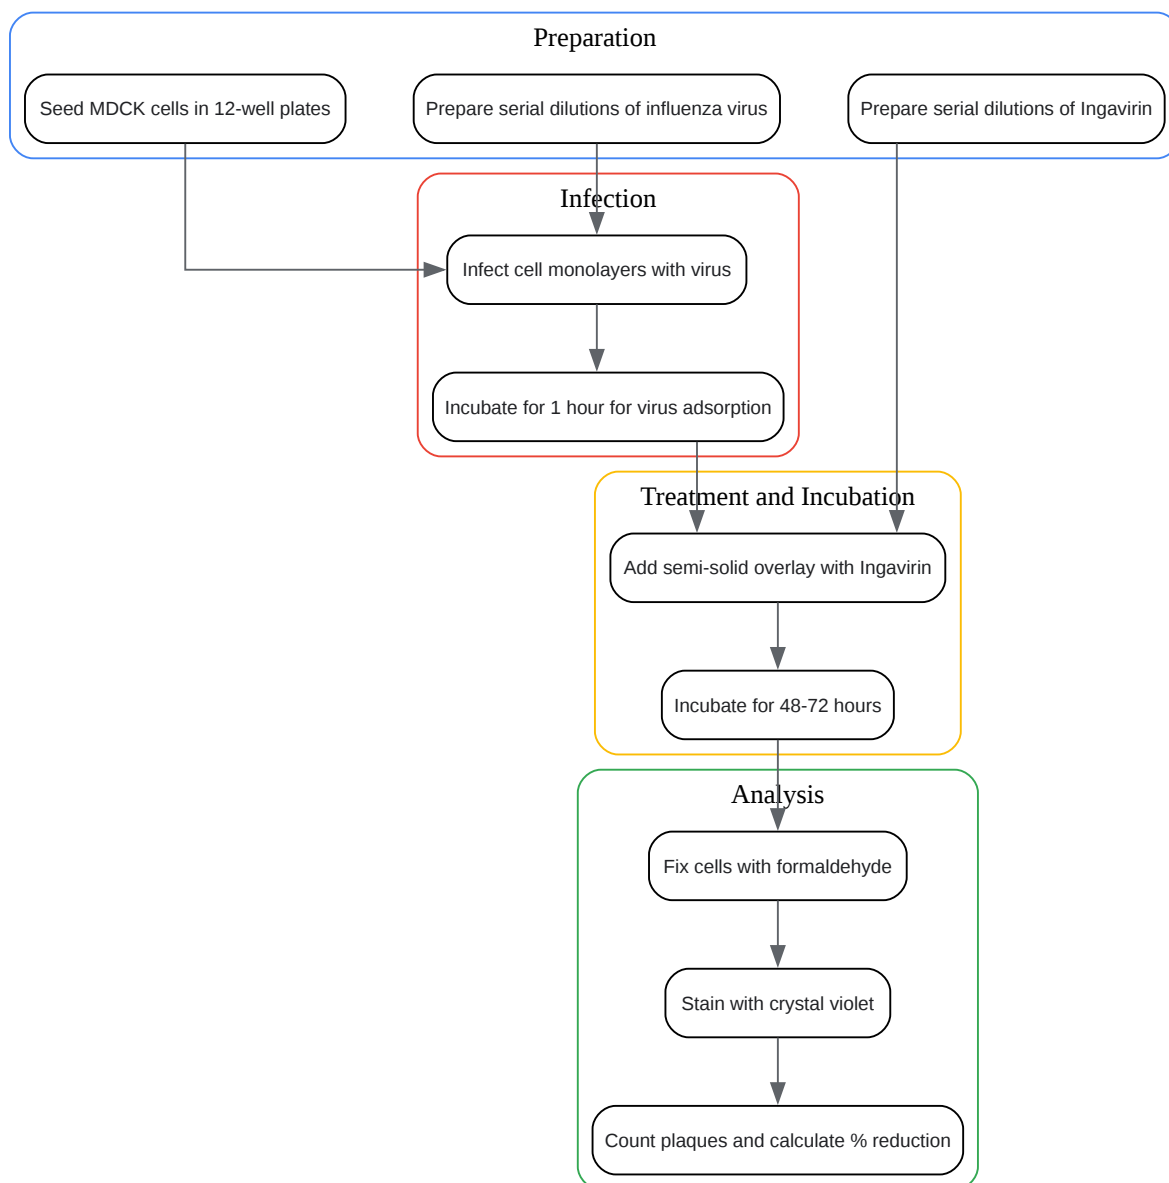 Preparation
Seed MDCK cells in 12-well plates
Prepare serial dilutions of influenza virus
Prepare serial dilutions of Ingavirin
Infection
Infect cell monolayers with virus
Incubate for 1 hour for virus adsorption
Treatment and Incubation
Add semi-solid overlay with Ingavirin
Incubate for 48-72 hours
Analysis
Fix cells with formaldehyde
Stain with crystal violet
Count plaques and calculate % reduction